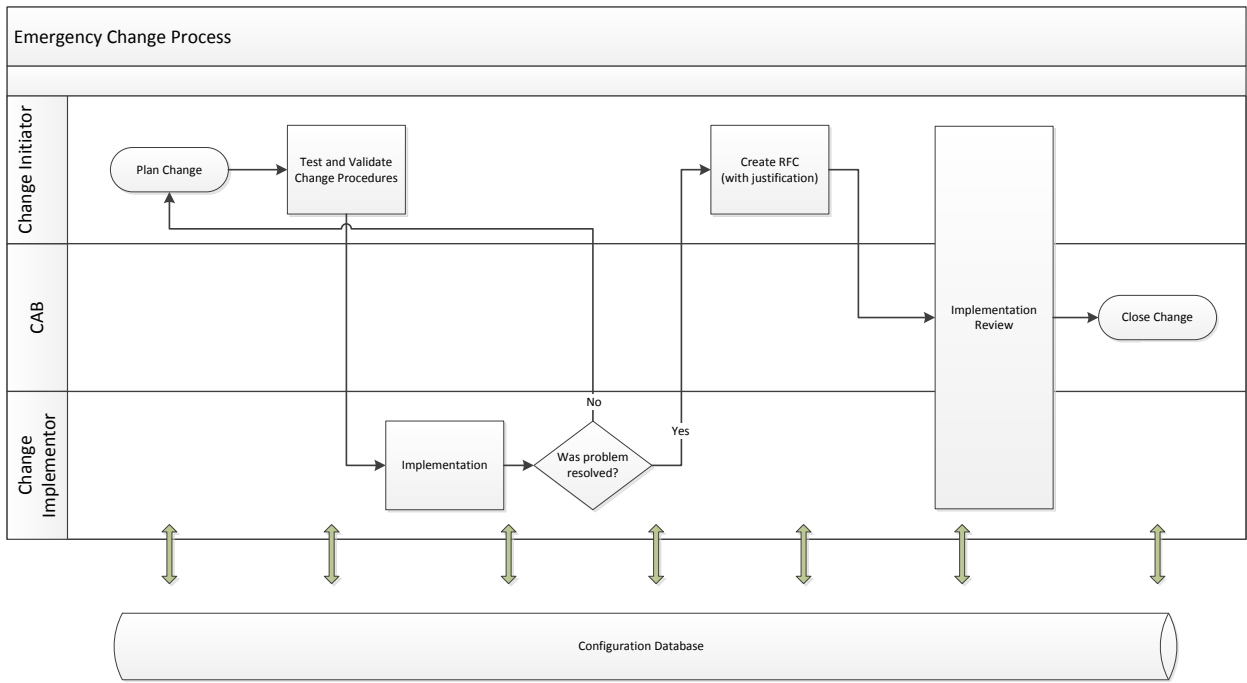 Emergency Change Process
Change Initiator
Plan Change
Test and Validate
Change Procedures
Create RFC
(with justification)
CAB
Implementation
Review
Close Change
Change
Implementor
Implementation
Was problem
resolved?
No
Yes
Configuration Database